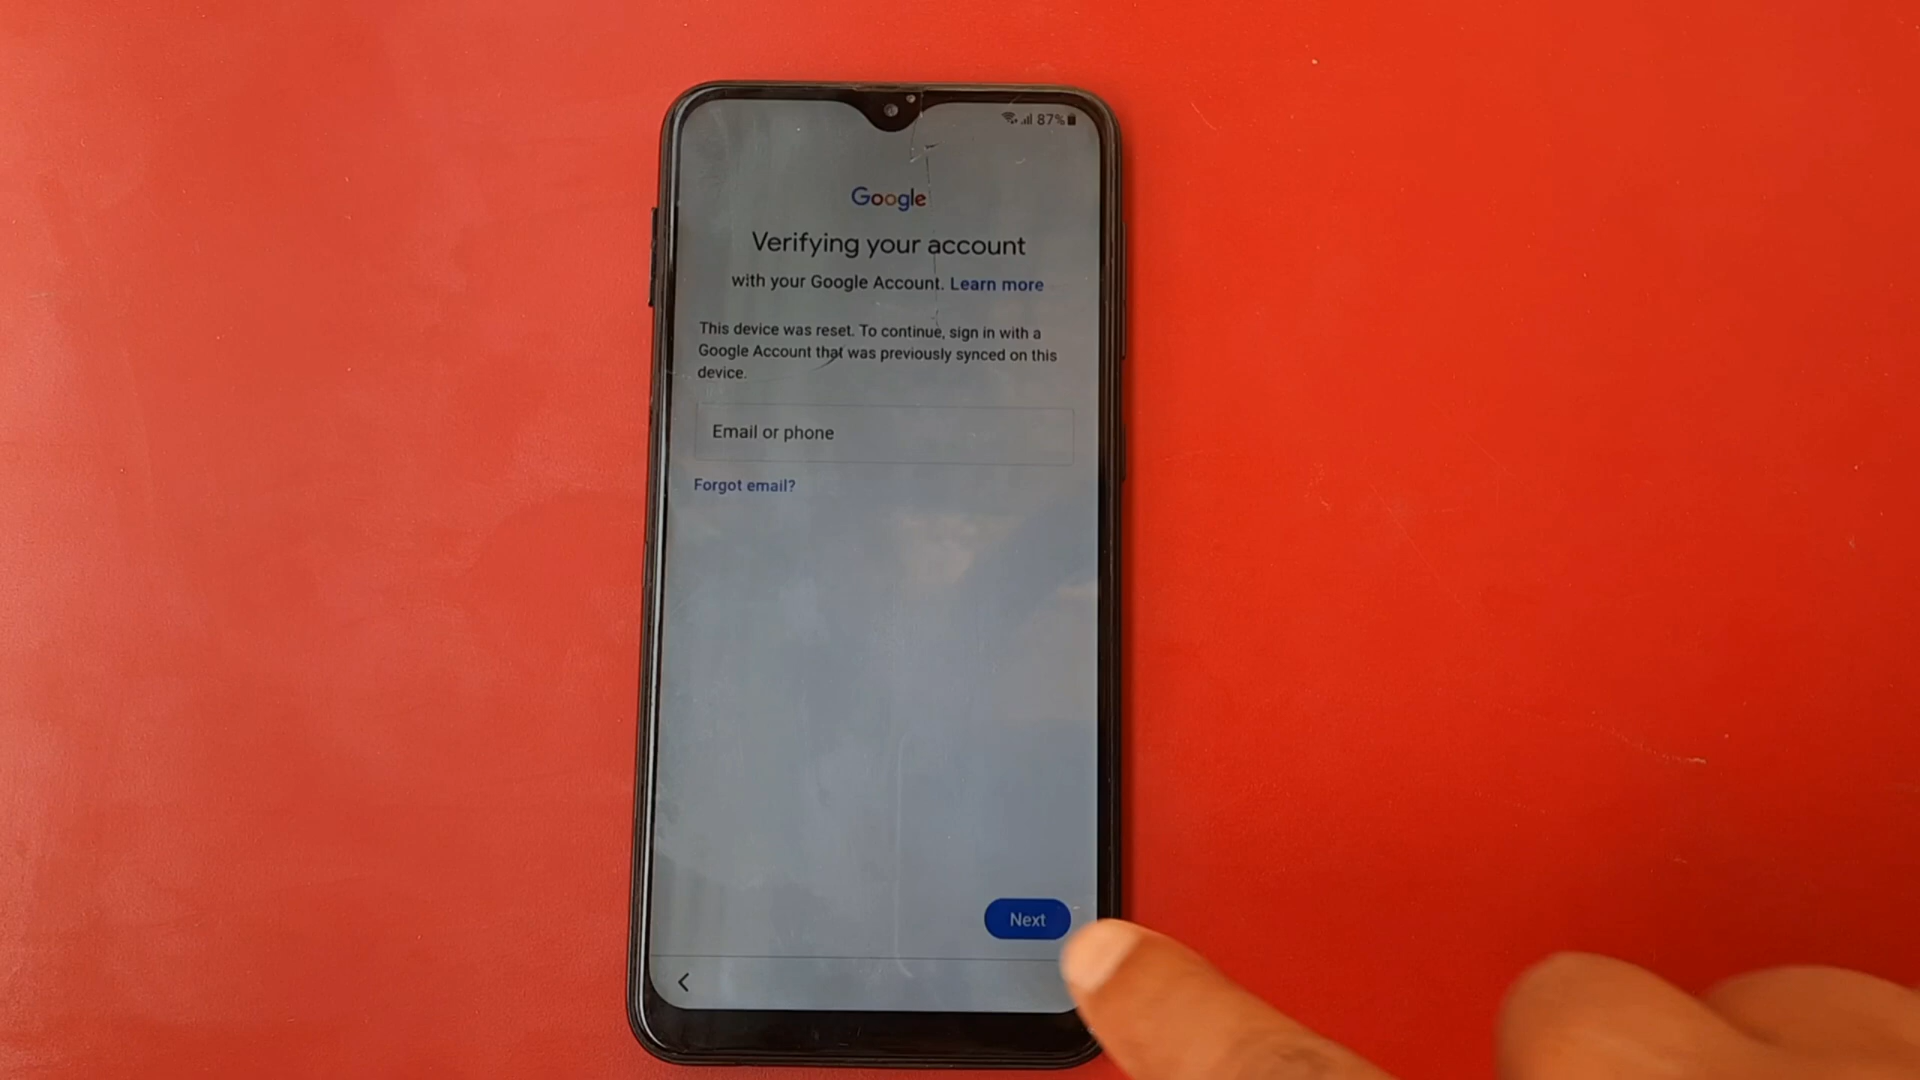 87%
Google
Verifying your account
with your Google Account. Learn more
This device was reset. To continue, sign in with a
Google Account that was previously synced on this
device.
Email or phone
Forgot email?
Next